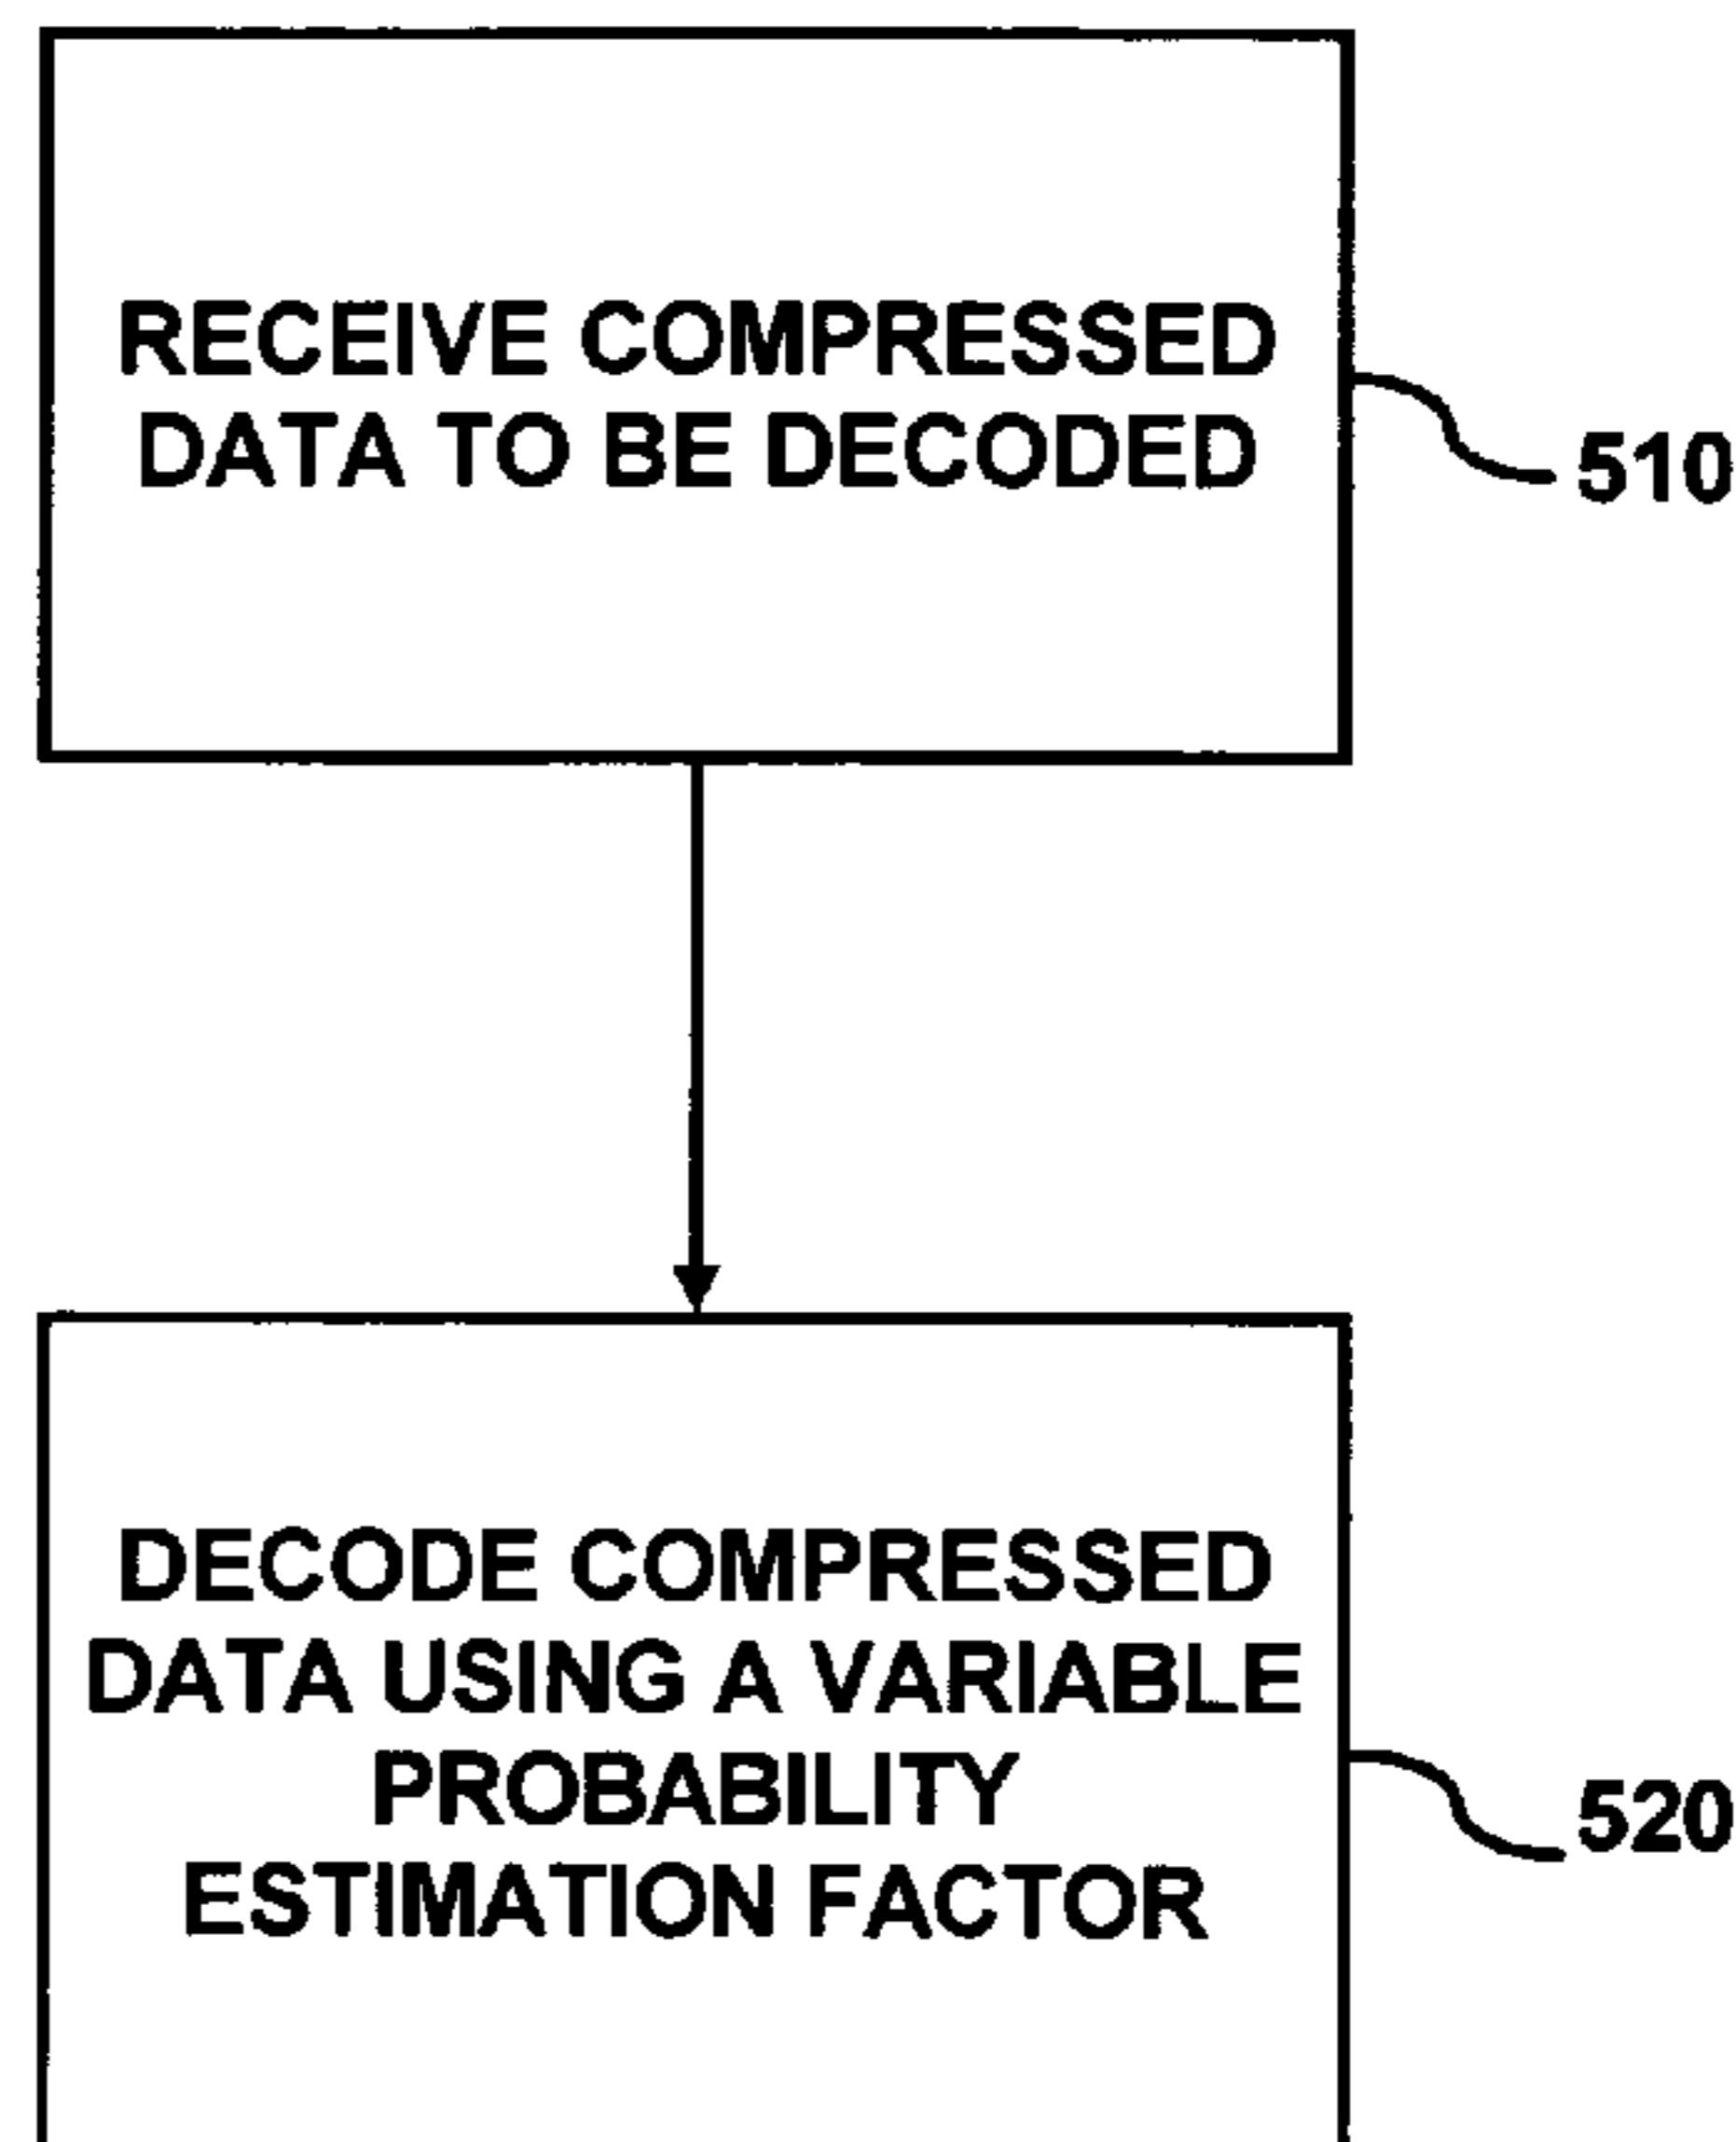 RECEIVE COMPRESSED
DATA TO BE DECODED
510
DECODE COMPRESSED
DATA USING A VARIABLE
PROBABILITY
ESTIMATION FACTOR
520